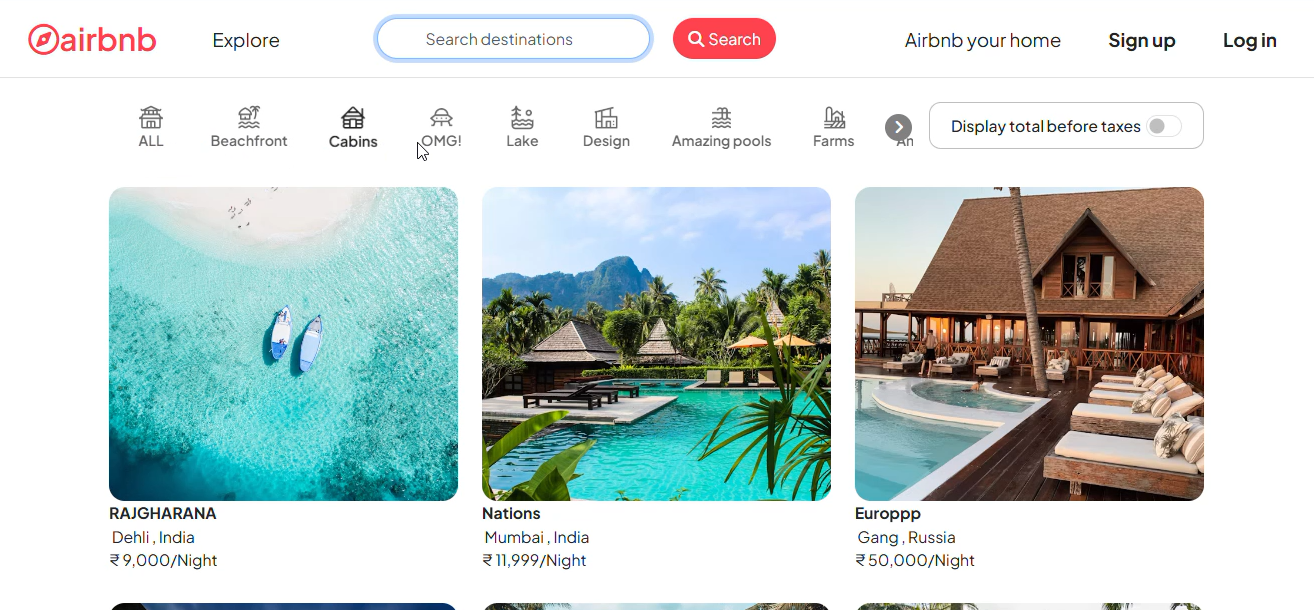 airbnb
Explore
Search destinations
Search
Airbnb your home
Sign up
Log in
ALL
Beachfront
Cabins
OMG!
Lake
Design
Amazing pools
Farms
An
Display total before taxes
RAJGHARANA
Dehli , India
₹ 9,000/Night
Nations
Mumbai , India
₹ 11,999/Night
Europpp
Gang , Russia
₹ 50,000/Night